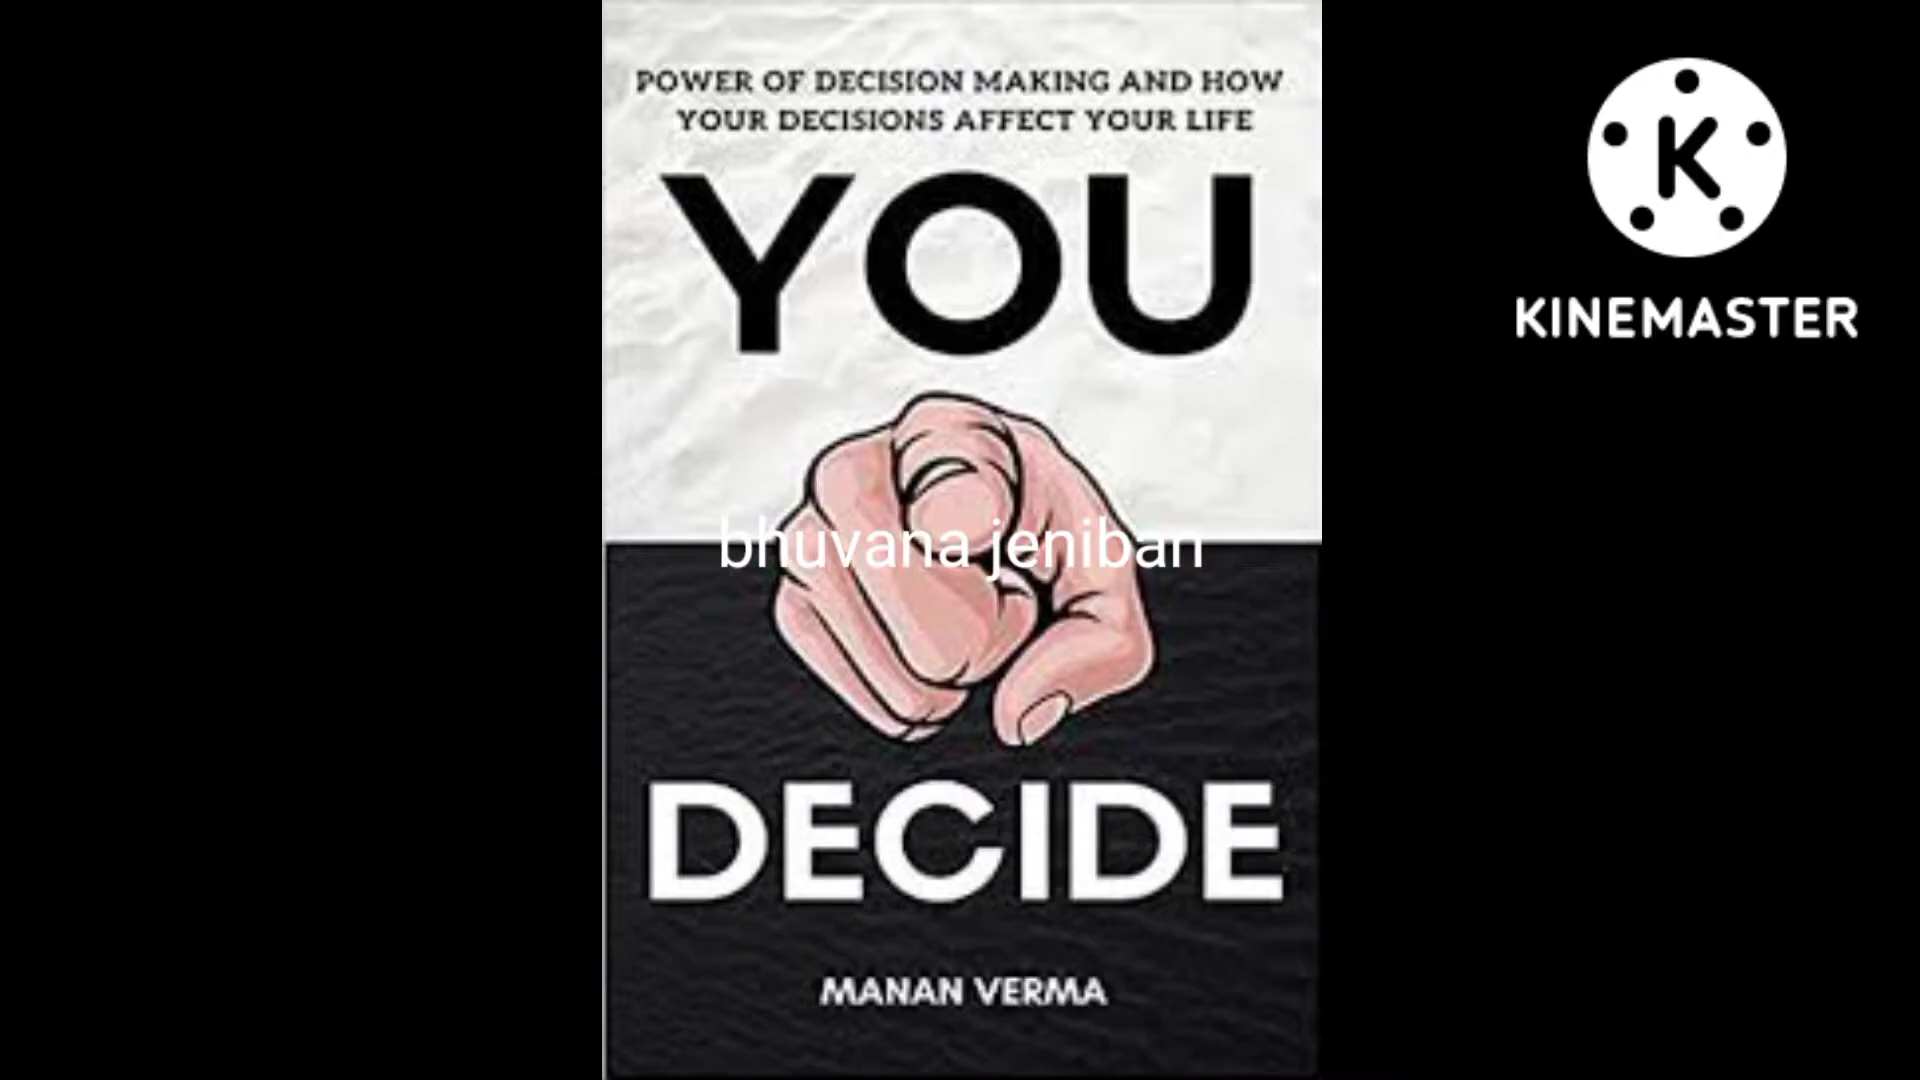 POWER OF DECISION MAKING AND HOW
YOUR DECISIONS AFFECT YOUR LIFE
YOU
bhuvana jeniban
DECIDE
MANAN VERMA
K
KINEMASTER